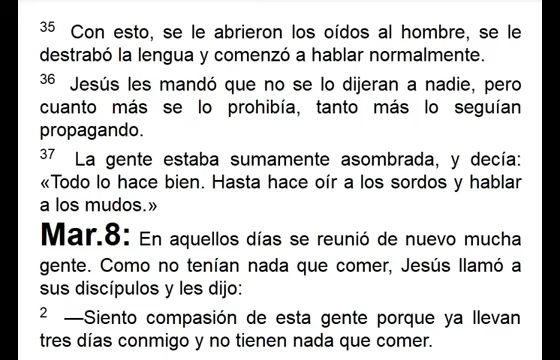 35 Con esto, se le abrieron los oídos al hombre, se le
destrabó la lengua y comenzó a hablar normalmente.
36 Jesús les mandó que no se lo dijeran a nadie, pero
cuanto más se lo prohibía, tanto más lo seguían
propagando.
37 La gente estaba sumamente asombrada, y decía:
«Todo lo hace bien. Hasta hace oír a los sordos y hablar
a los mudos.»
Mar.8: En aquellos días se reunió de nuevo mucha
gente. Como no tenían nada que comer, Jesús llamó a
sus discípulos y les dijo:
2 —Siento compasión de esta gente porque ya llevan
tres días conmigo y no tienen nada que comer.